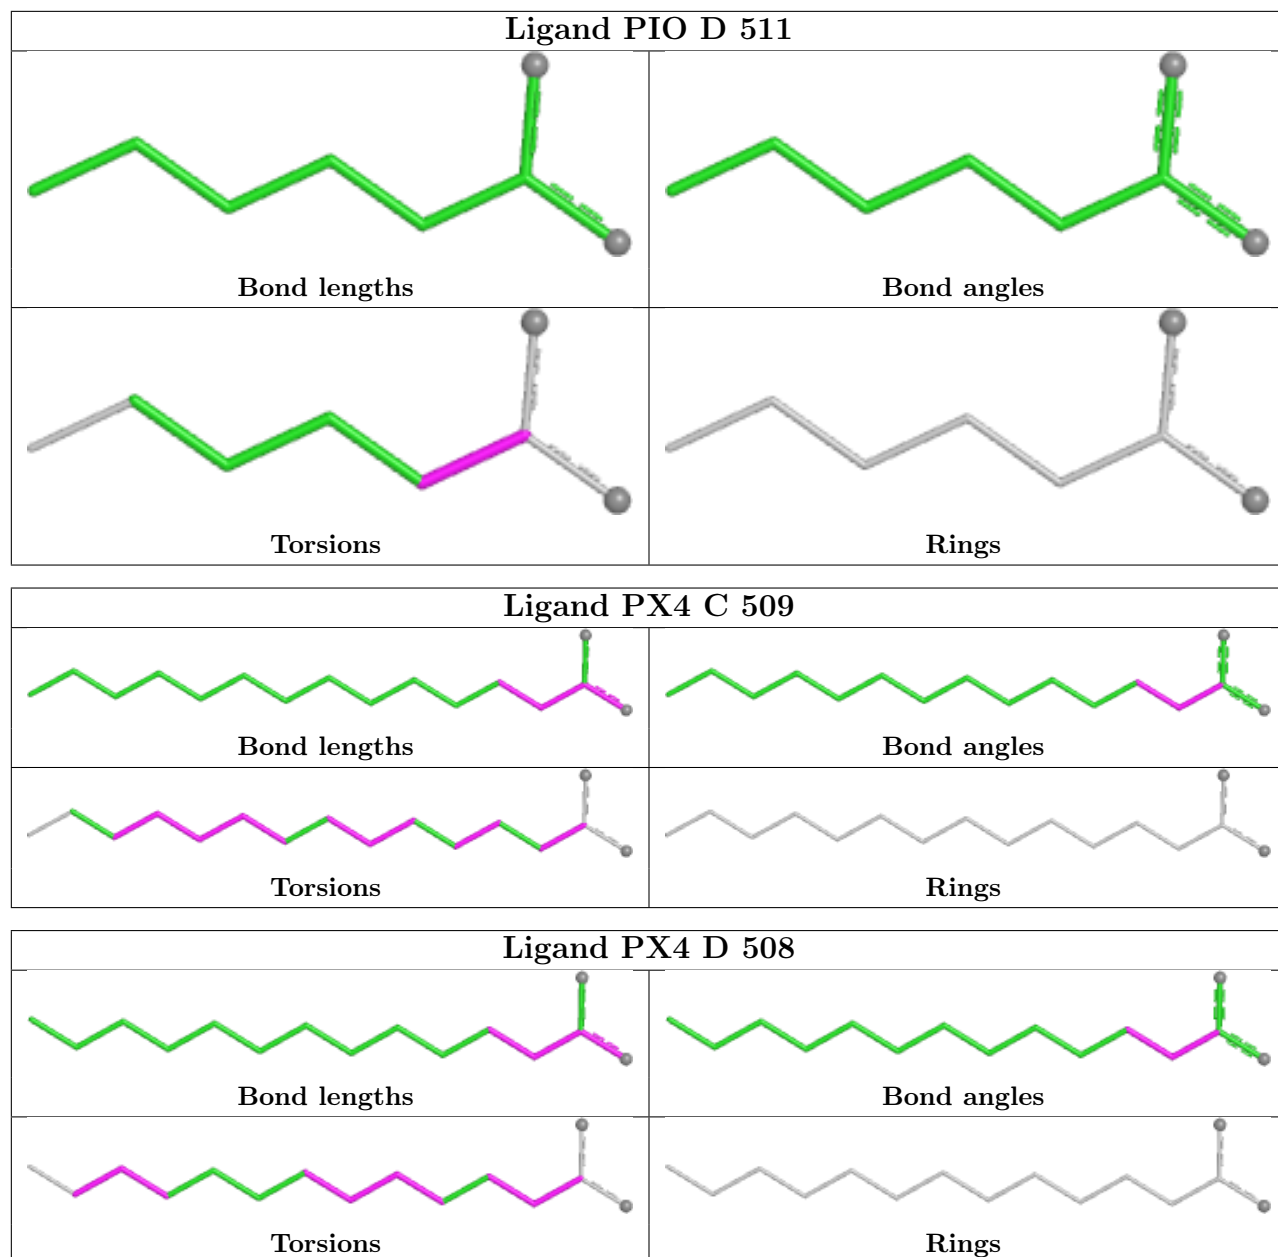 Ligand PIO D 511
Bond lengths
Bond angles
Torsions
Rings
Ligand PX4 C 509
Bond lengths
Bond angles
Torsions
Rings
Ligand PX4 D 508
Bond lengths
Bond angles
Torsions
Rings